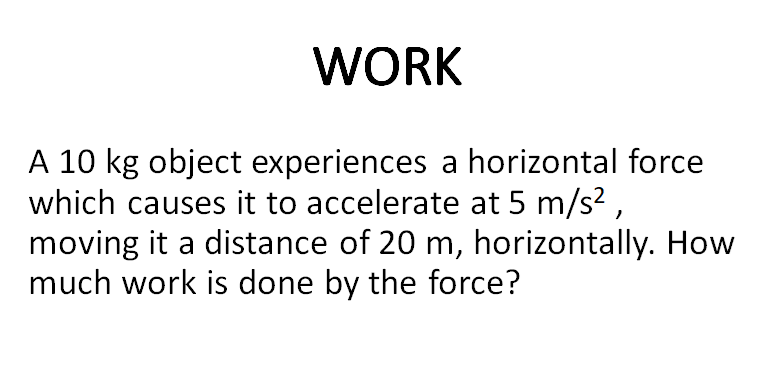 WORK
A 10 kg object experiences a horizontal force
which causes it to accelerate at 5 m/s² ,
moving it a distance of 20 m, horizontally. How
much work is done by the force?